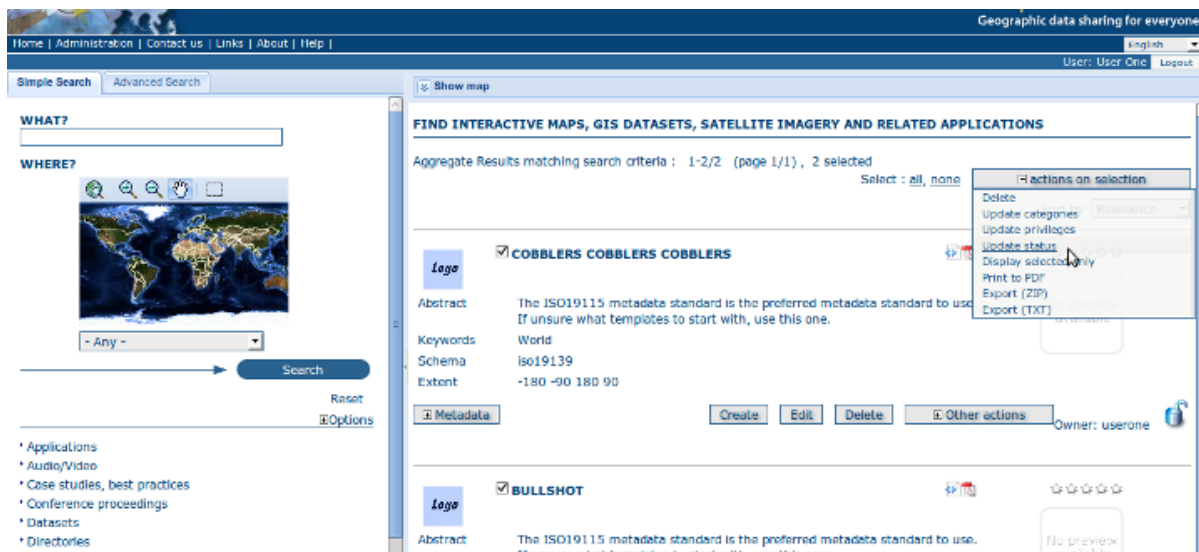 Geographic data sharing for everyone
Home | Administration | Contact us | Links | About | Help |
English
User: User One Logout
Simple Search Advanced Search
Show map
WHAT?
WHERE?
- Any -
Search
Reset
Options
Applications
Audio/Video
Case studies, best practices
Conference proceedings
Datasets
Directories
FIND INTERACTIVE MAPS, GIS DATASETS, SATELLITE IMAGERY AND RELATED APPLICATIONS
Aggregate Results matching search criteria : 1-2/2 (page 1/1) , 2 selected
Select : all, none
actions on selection
Sort by Relevance
Delete
Update categories
Update privileges
Update status
Display selected only
Print to PDF
Export (ZIP)
Export (TXT)
Logo
COBBLERS COBBLERS COBBLERS
Abstract The ISO19115 metadata standard is the preferred metadata standard to use
If unsure what templates to start with, use this one.
Keywords World
Schema iso19139
Extent -180 -90 180 90
Metadata Create Edit Delete Other actions
Owner: userone
Logo
BULLSHOT
Abstract The ISO19115 metadata standard is the preferred metadata standard to use.
No preview